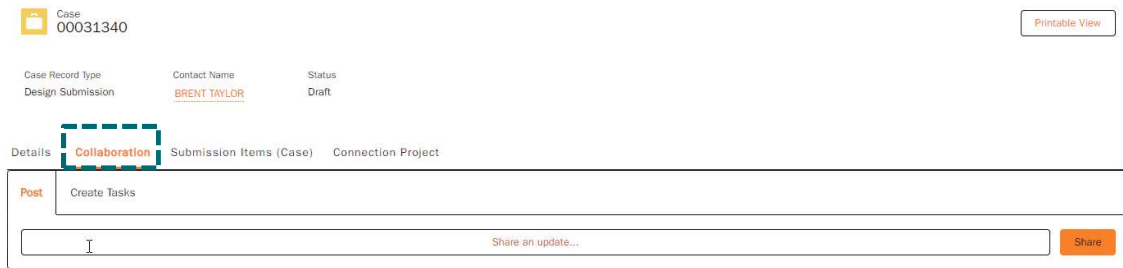 Case
00031340
Printable View
Case Record Type Contact Name Status
Design Submission BRENT TAYLOR Draft
Details Collaboration Submission Items (Case) Connection Project
Post Create Tasks
Share an update... Share